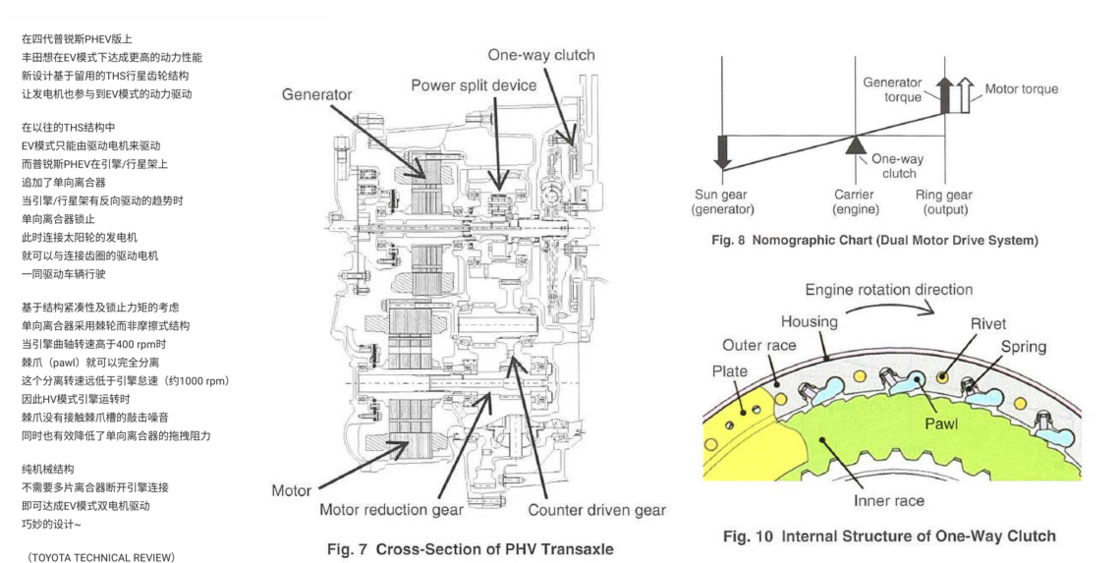 在四代普锐斯PHEV版上
丰田想在EV模式下达成更高的动力性能
新设计基于留用的THS行星齿轮结构
让发电机也参与到EV模式的动力驱动
在以往的THS结构中
EV模式只能由驱动电机来驱动
而普锐斯PHEV在引擎/行星架上
追加了单向离合器
当引擎/行星架有反向驱动的趋势时
单向离合器锁止
此时连接太阳轮的发电机
就可以与连接齿圈的驱动电机
一同驱动车辆行驶
基于结构紧凑性及锁止力矩的考虑
单向离合器采用棘轮而非摩擦式结构
当引擎曲轴转速高于400 rpm时
棘爪（pawl）就可以完全分离
这个分离转速远低于引擎怠速（约1000 rpm）
因此HV模式引擎运转时
棘爪没有接触棘爪槽的敲击噪音
同时也有效降低了单向离合器的拖拽阻力
纯机械结构
不需要多片离合器断开引擎连接
即可达成EV模式双电机驱动
巧妙的设计~
（TOYOTA TECHNICAL REVIEW）
One-way clutch
Power split device
Generator
Motor
Motor reduction gear
Counter driven gear
Fig. 7 Cross-Section of PHV Transaxle
Generator torque
Motor torque
One-way clutch
Sun gear (generator)
Carrier (engine)
Ring gear (output)
Fig. 8 Nomographic Chart (Dual Motor Drive System)
Engine rotation direction
Housing
Rivet
Outer race
Spring
Plate
Pawl
Inner race
Fig. 10 Internal Structure of One-Way Clutch